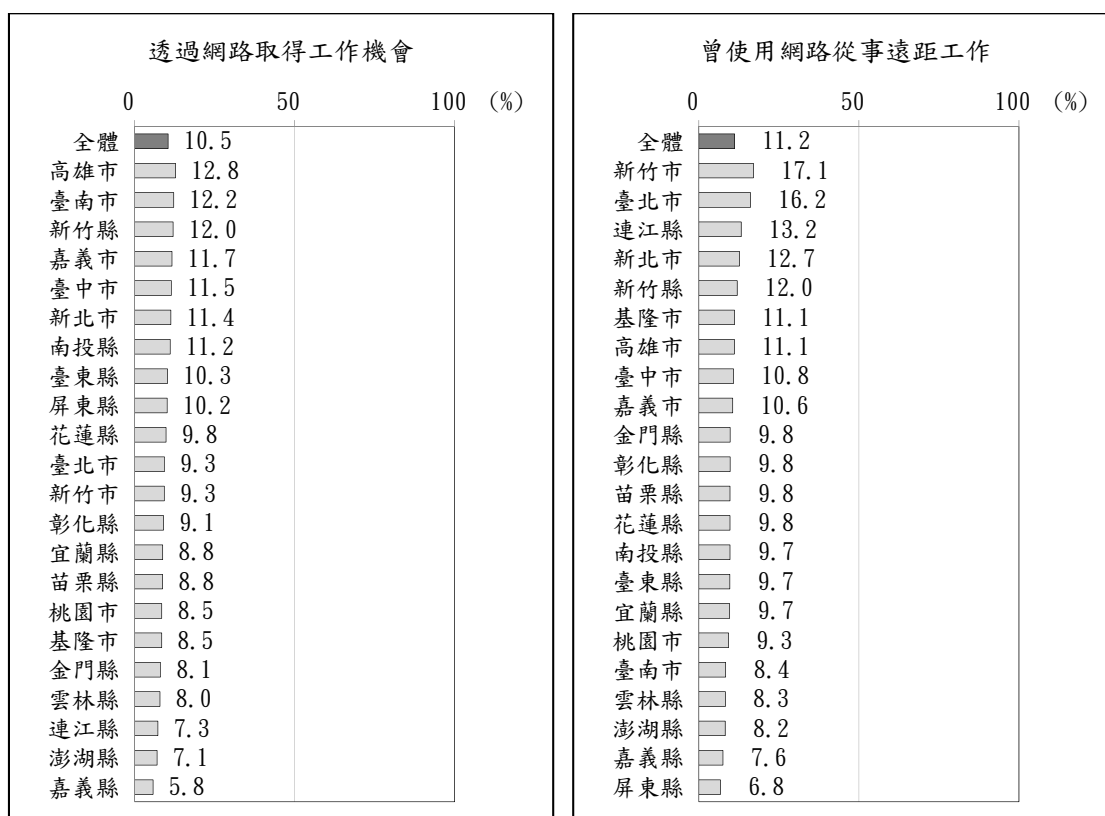 透過網路取得工作機會
0 50 100 (%)
全體 10.5
高雄市 12.8
臺南市 12.2
新竹縣 12.0
嘉義市 11.7
臺中市 11.5
新北市 11.4
南投縣 11.2
臺東縣 10.3
屏東縣 10.2
花蓮縣 9.8
臺北市 9.3
新竹市 9.3
彰化縣 9.1
宜蘭縣 8.8
苗栗縣 8.8
桃園市 8.5
基隆市 8.5
金門縣 8.1
雲林縣 8.0
連江縣 7.3
澎湖縣 7.1
嘉義縣 5.8
曾使用網路從事遠距工作
0 50 100 (%)
全體 11.2
新竹市 17.1
臺北市 16.2
連江縣 13.2
新北市 12.7
新竹縣 12.0
基隆市 11.1
高雄市 11.1
臺中市 10.8
嘉義市 10.6
金門縣 9.8
彰化縣 9.8
苗栗縣 9.8
花蓮縣 9.8
南投縣 9.7
臺東縣 9.7
宜蘭縣 9.7
桃園市 9.3
臺南市 8.4
雲林縣 8.3
澎湖縣 8.2
嘉義縣 7.6
屏東縣 6.8